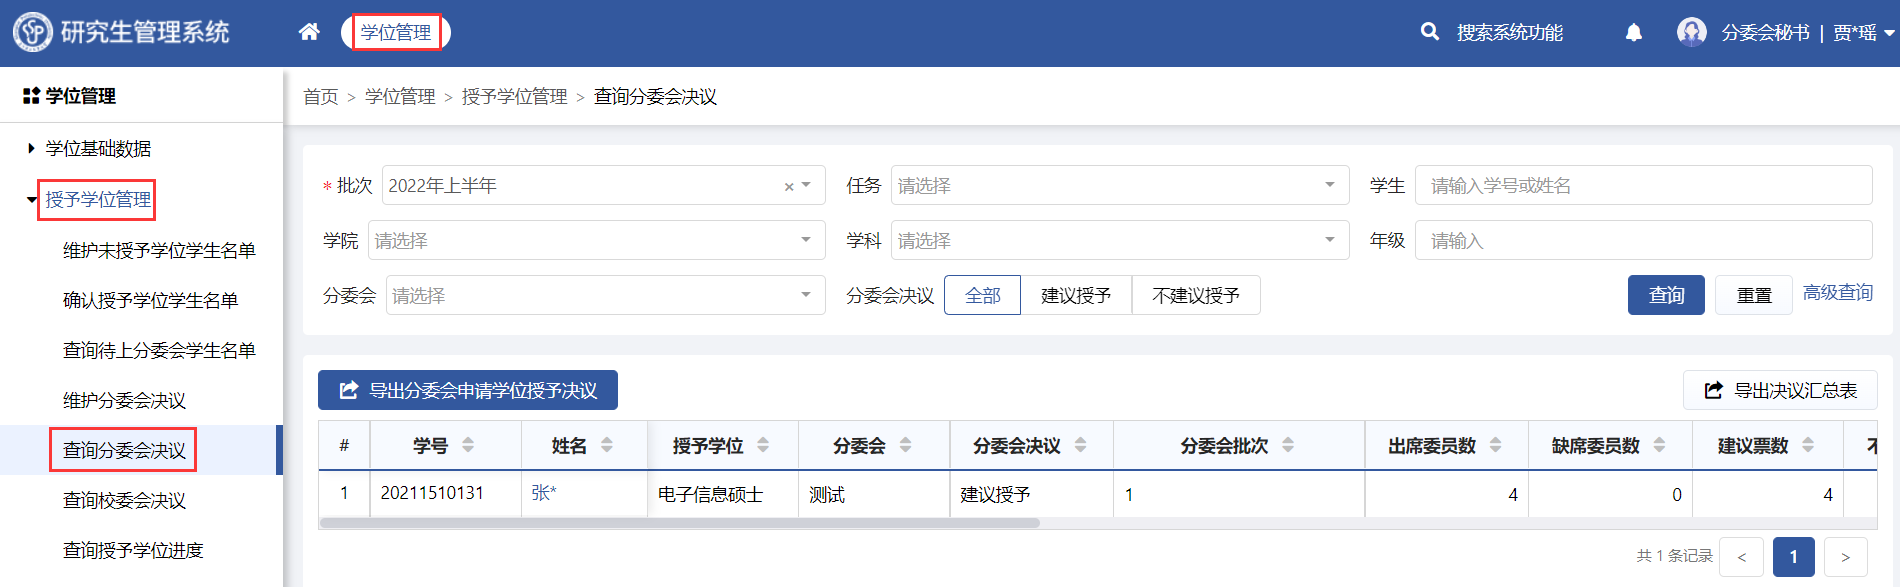 研究生管理系统
学位管理
搜索系统功能
分委会秘书 | 贾*瑶
学位管理
学位基础数据
授予学位管理
维护未授予学位学生名单
确认授予学位学生名单
查询待上分委会学生名单
维护分委会决议
查询分委会决议
查询校委会决议
查询授予学位进度
首页 > 学位管理 > 授予学位管理 > 查询分委会决议
* 批次 2022年上半年 × 任务 请选择 学生 请输入学号或姓名
学院 请选择 学科 请选择 年级 请输入
分委会 请选择 分委会决议 全部 建议授予 不建议授予 查询 重置 高级查询
导出分委会申请学位授予决议 导出决议汇总表
# 学号 姓名 授予学位 分委会 分委会决议 分委会批次 出席委员数 缺席委员数 建议票数
1 20211510131 张* 电子信息硕士 测试 建议授予 1 4 0 4
共 1 条记录 < 1 >